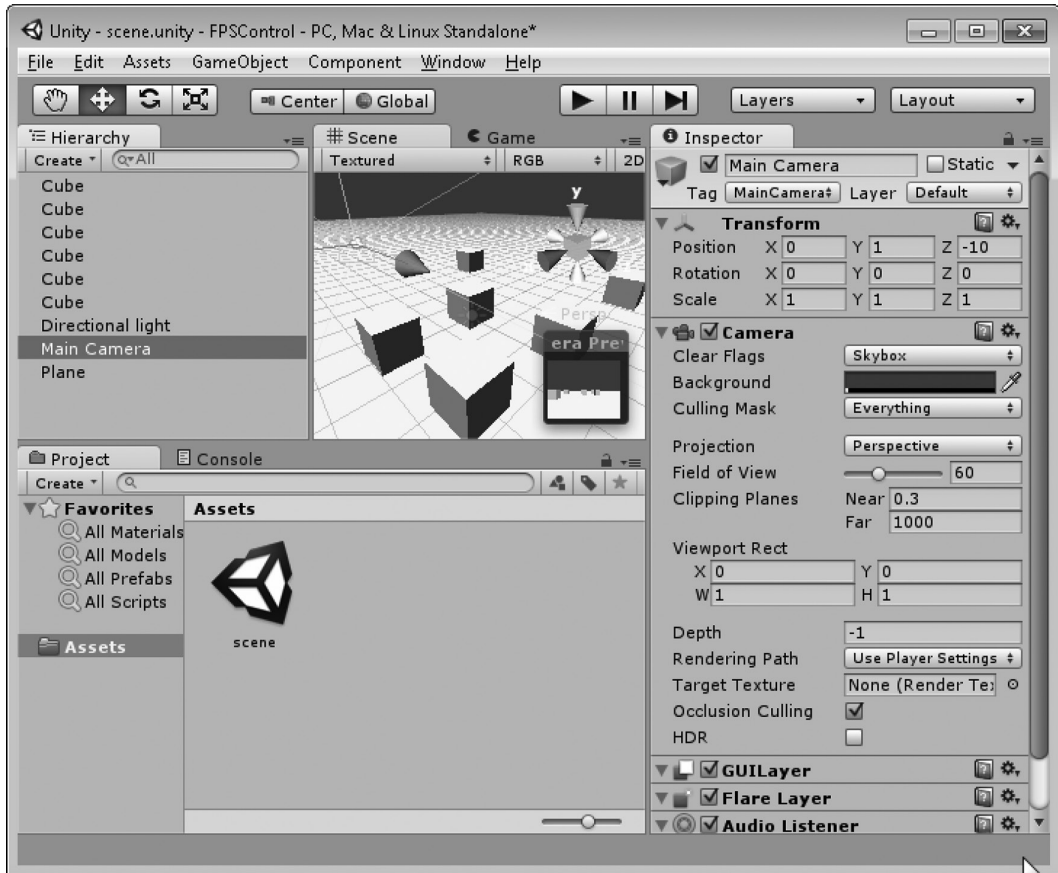 Unity - scene.unity - FPSControl - PC, Mac & Linux Standalone*
File Edit Assets GameObject Component Window Help
Center Global Layers Layout
Hierarchy
Create All
Cube
Cube
Cube
Cube
Cube
Cube
Directional light
Main Camera
Plane
Scene Game
Textured RGB 2D
y
Persp
era Pre
Inspector
Main Camera Static
Tag MainCamera Layer Default
Transform
Position X 0 Y 1 Z -10
Rotation X 0 Y 0 Z 0
Scale X 1 Y 1 Z 1
Camera
Clear Flags Skybox
Background
Culling Mask Everything
Projection Perspective
Field of View 60
Clipping Planes Near 0.3
Far 1000
Viewport Rect
X 0 Y 0
W 1 H 1
Depth -1
Rendering Path Use Player Settings
Target Texture None (Render Te
Occlusion Culling
HDR
GUILayer
Flare Layer
Audio Listener
Project Console
Create
Favorites
All Materials
All Models
All Prefabs
All Scripts
Assets
Assets
scene